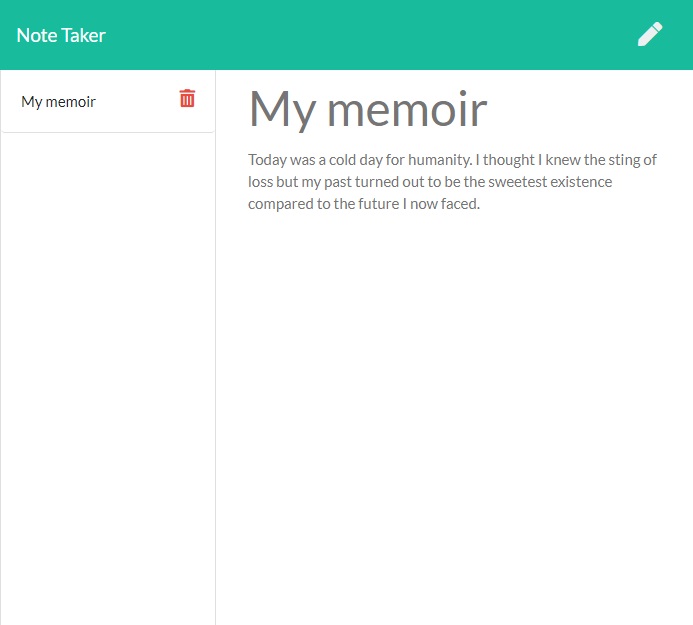 Note Taker
My memoir
My memoir
Today was a cold day for humanity. I thought I knew the sting of
loss but my past turned out to be the sweetest existence
compared to the future I now faced.